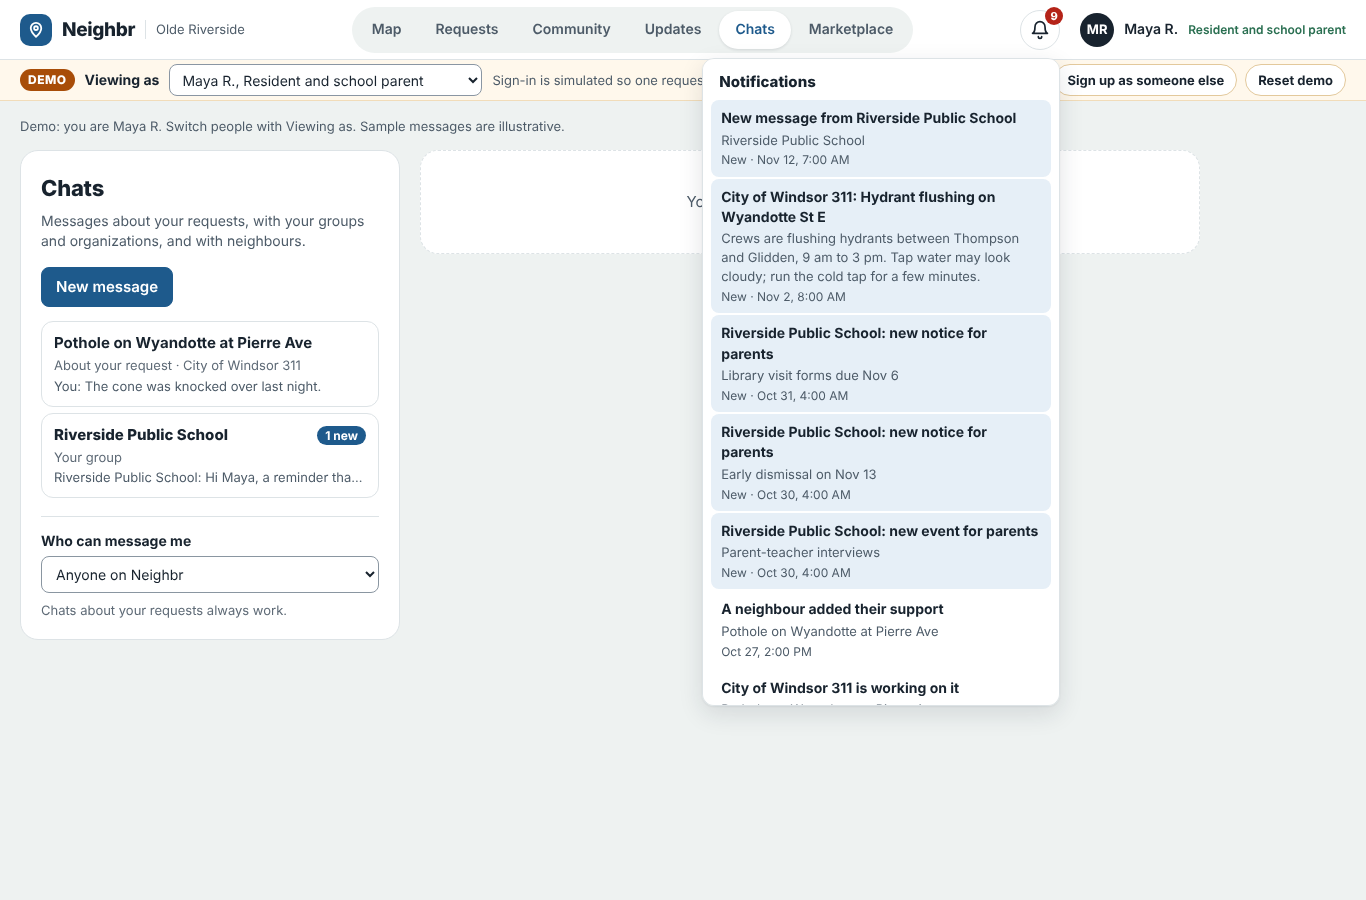 Neighbr
Olde Riverside
Map
Requests
Community
Updates
Chats
Marketplace
9
MR
Maya R.
Resident and school parent
DEMO
Viewing as
Maya R., Resident and school parent
Sign-in is simulated so one
Sign up as someone else
Reset demo
Demo: you are Maya R. Switch people with Viewing as. Sample messages are illustrative.
Chats
Messages about your requests, with your groups
and organizations, and with neighbours.
New message
Pothole on Wyandotte at Pierre Ave
About your request · City of Windsor 311
You: The cone was knocked over last night.
Riverside Public School
1 new
Your group
Riverside Public School: Hi Maya, a reminder tha...
Who can message me
Anyone on Neighbr
Chats about your requests always work.
Notifications
New message from Riverside Public School
Riverside Public School
New · Nov 12, 7:00 AM
City of Windsor 311: Hydrant flushing on
Wyandotte St E
Crews are flushing hydrants between Thompson
and Glidden, 9 am to 3 pm. Tap water may look
cloudy; run the cold tap for a few minutes.
New · Nov 2, 8:00 AM
Riverside Public School: new notice for
parents
Library visit forms due Nov 6
New · Oct 31, 4:00 AM
Riverside Public School: new notice for
parents
Early dismissal on Nov 13
New · Oct 30, 4:00 AM
Riverside Public School: new event for parents
Parent-teacher interviews
New · Oct 30, 4:00 AM
A neighbour added their support
Pothole on Wyandotte at Pierre Ave
Oct 27, 2:00 PM
City of Windsor 311 is working on it